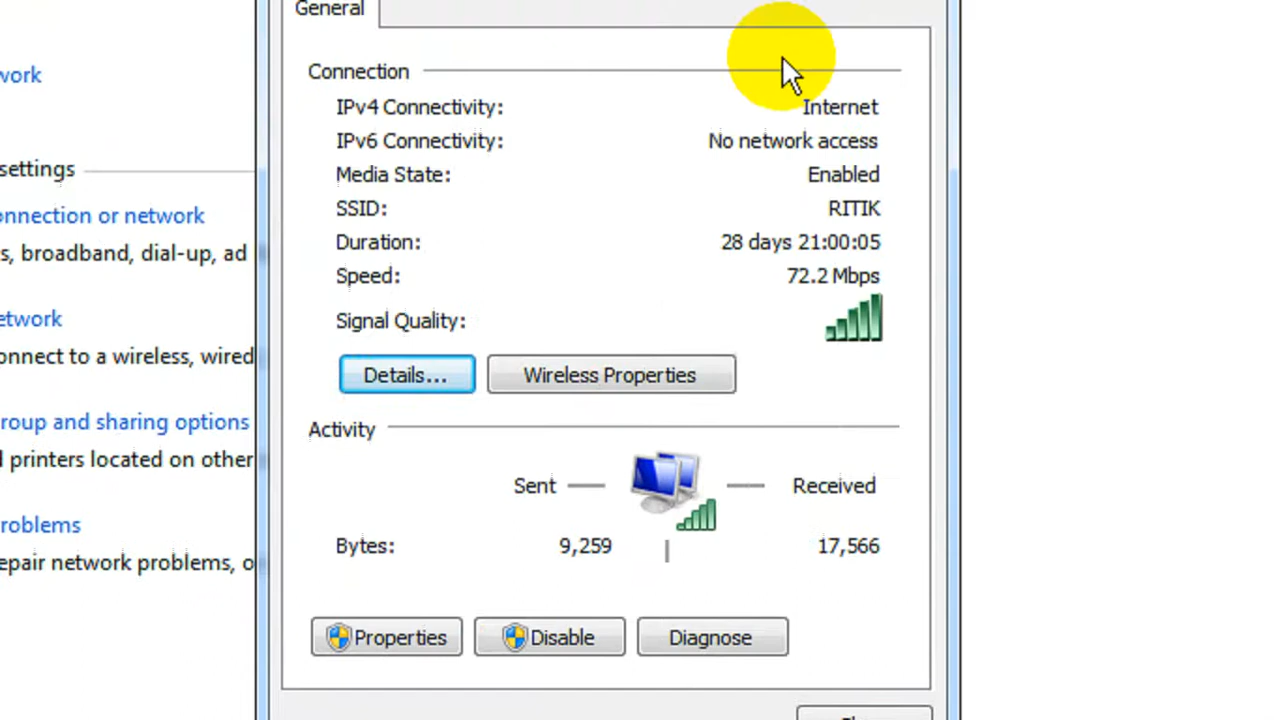 General
work
Connection
IPv4 Connectivity: Internet
IPv6 Connectivity: No network access
settings
Media State: Enabled
onnection or network
SSID: RITIK
s, broadband, dial-up, ad
Duration: 28 days 21:00:05
Speed: 72.2 Mbps
etwork
Signal Quality:
onnect to a wireless, wired
Details...
Wireless Properties
roup and sharing options
Activity
l printers located on other
Sent
Received
roblems
Bytes: 9,259 17,566
epair network problems, o
Properties
Disable
Diagnose